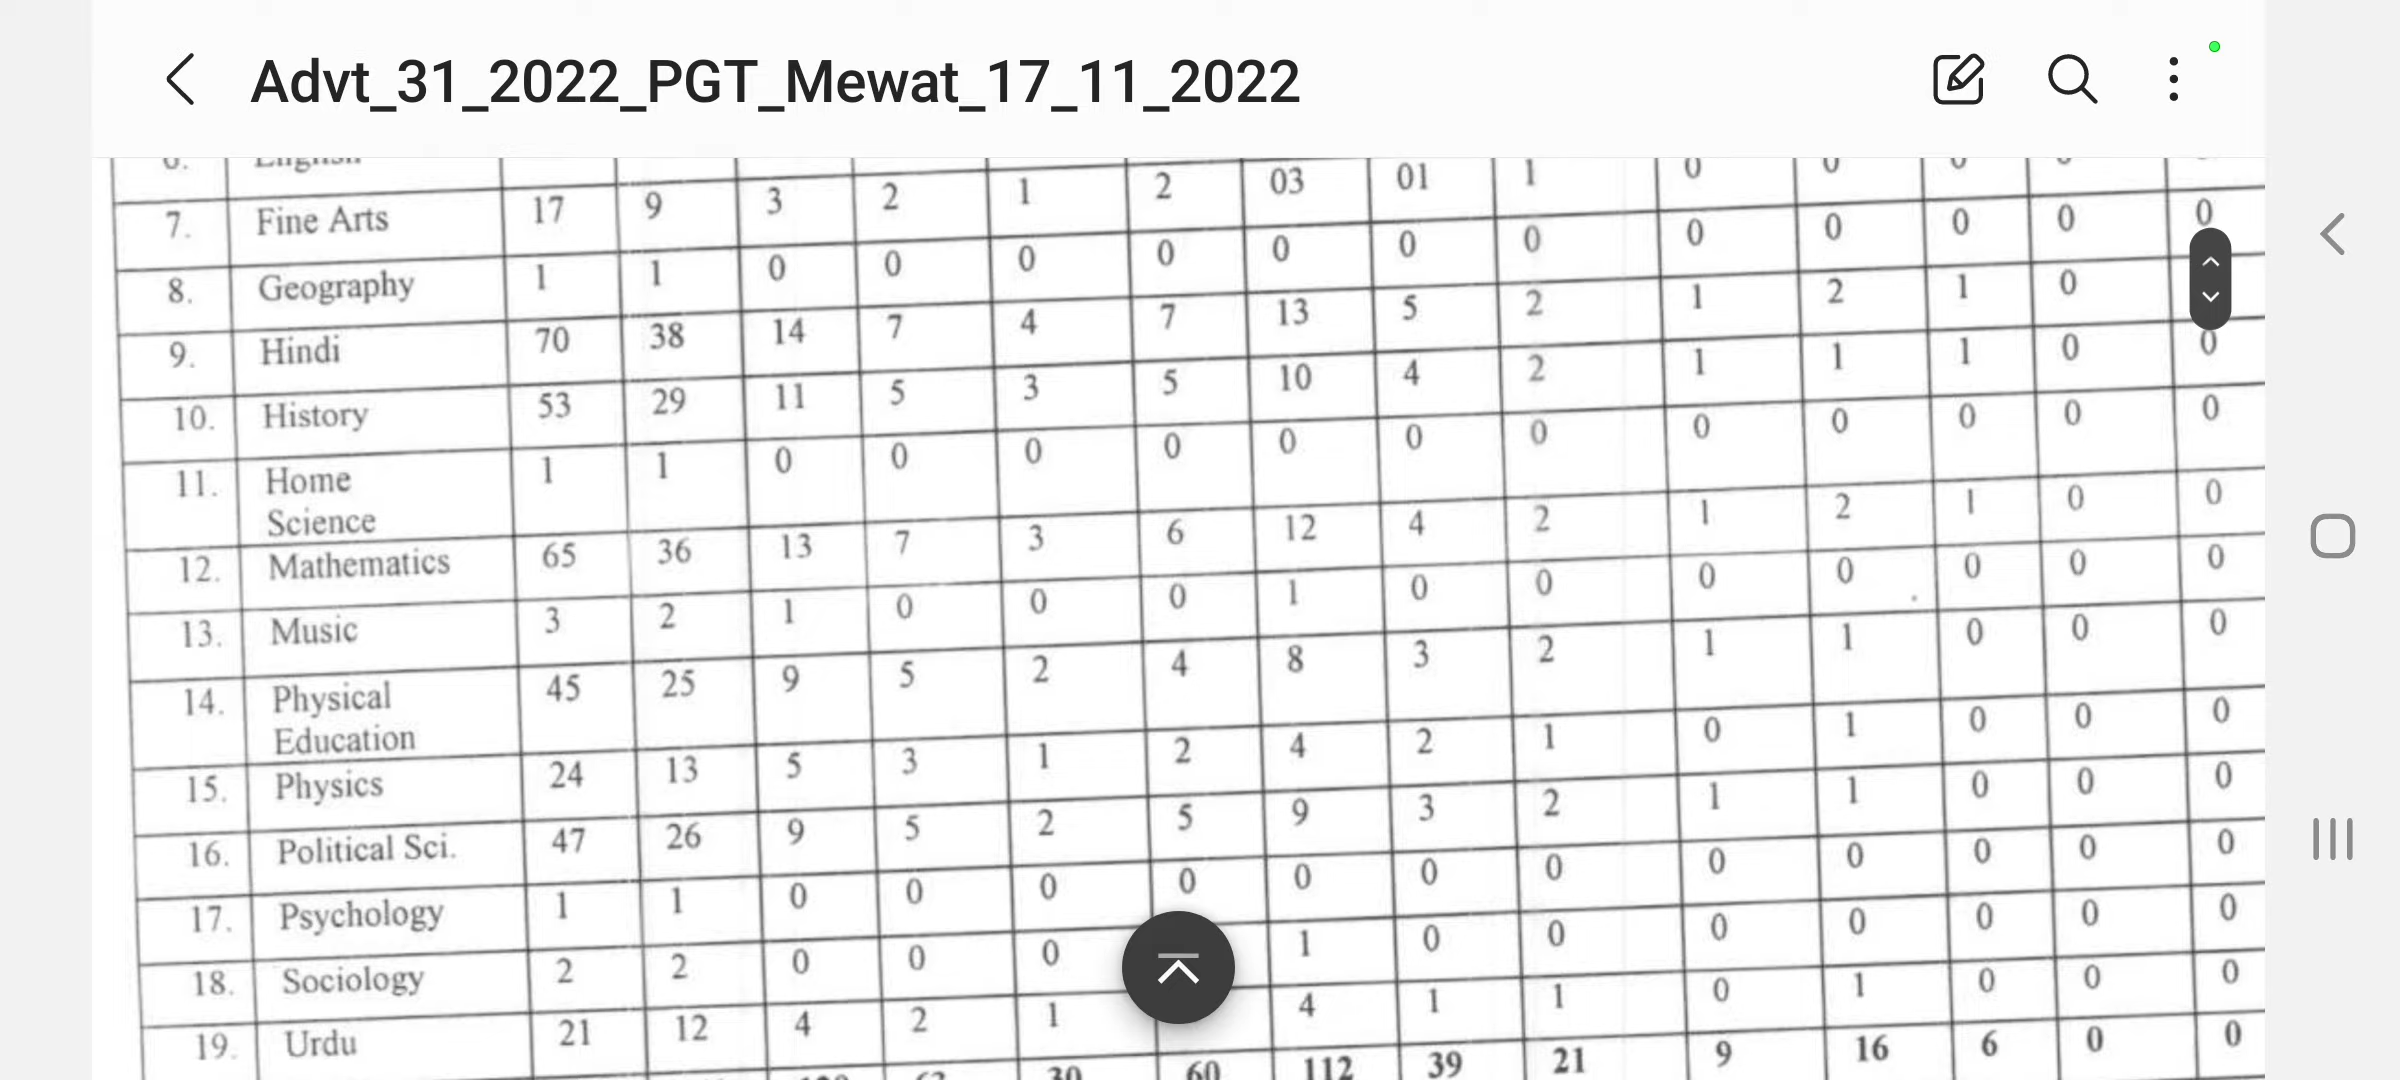 Advt_31_2022_PGT_Mewat_17_11_2022
6. English
7. Fine Arts 17 9 3 2 1 2 03 01 1 0 0 0 0
8. Geography 1 1 0 0 0 0 0 0 0 0 0 0 0 0
9. Hindi 70 38 14 7 4 7 13 5 2 1 2 1 0
10. History 53 29 11 5 3 5 10 4 2 1 1 1 0 0
11. Home Science 1 1 0 0 0 0 0 0 0 0 0 0 0 0
12. Mathematics 65 36 13 7 3 6 12 4 2 1 2 1 0 0
13. Music 3 2 1 0 0 0 1 0 0 0 0 0 0 0
14. Physical Education 45 25 9 5 2 4 8 3 2 1 1 0 0 0
15. Physics 24 13 5 3 1 2 4 2 1 0 1 0 0 0
16. Political Sci. 47 26 9 5 2 5 9 3 2 1 1 0 0 0
17. Psychology 1 1 0 0 0 0 0 0 0 0 0 0 0 0
18. Sociology 2 2 0 0 0 1 0 0 0 0 0 0 0
19. Urdu 21 12 4 2 1 4 1 1 0 1 0 0 0
30 60 112 39 21 9 16 6 0 0